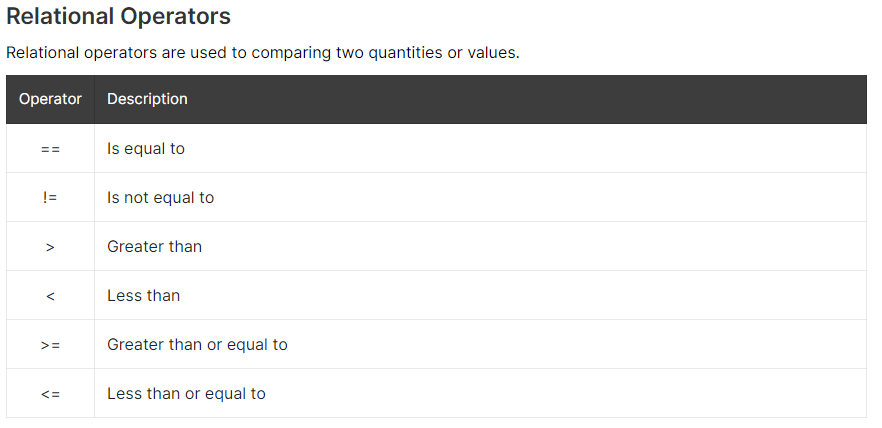 Relational Operators
Relational operators are used to comparing two quantities or values.
Operator Description
== Is equal to
!= Is not equal to
> Greater than
< Less than
>= Greater than or equal to
<= Less than or equal to